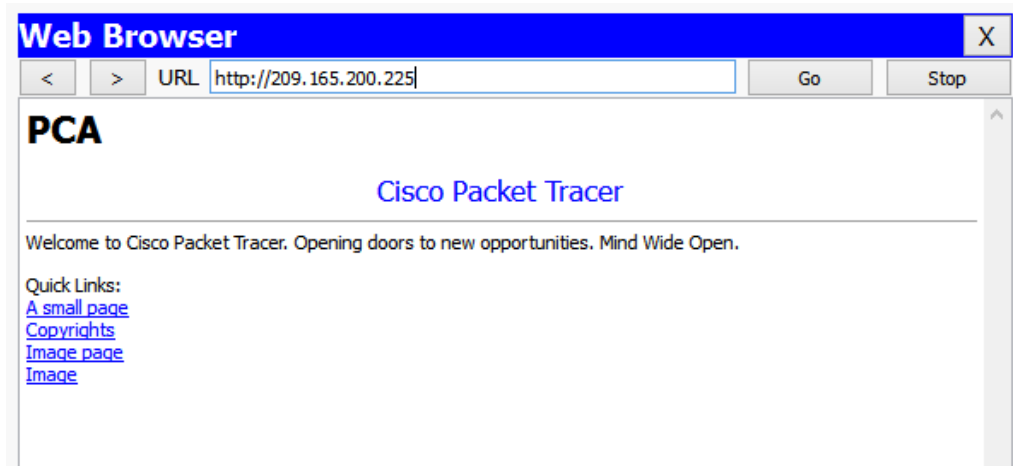 Web Browser X
< > URL http://209.165.200.225 Go Stop
PCA
Cisco Packet Tracer
Welcome to Cisco Packet Tracer. Opening doors to new opportunities. Mind Wide Open.
Quick Links:
A small page
Copyrights
Image page
Image